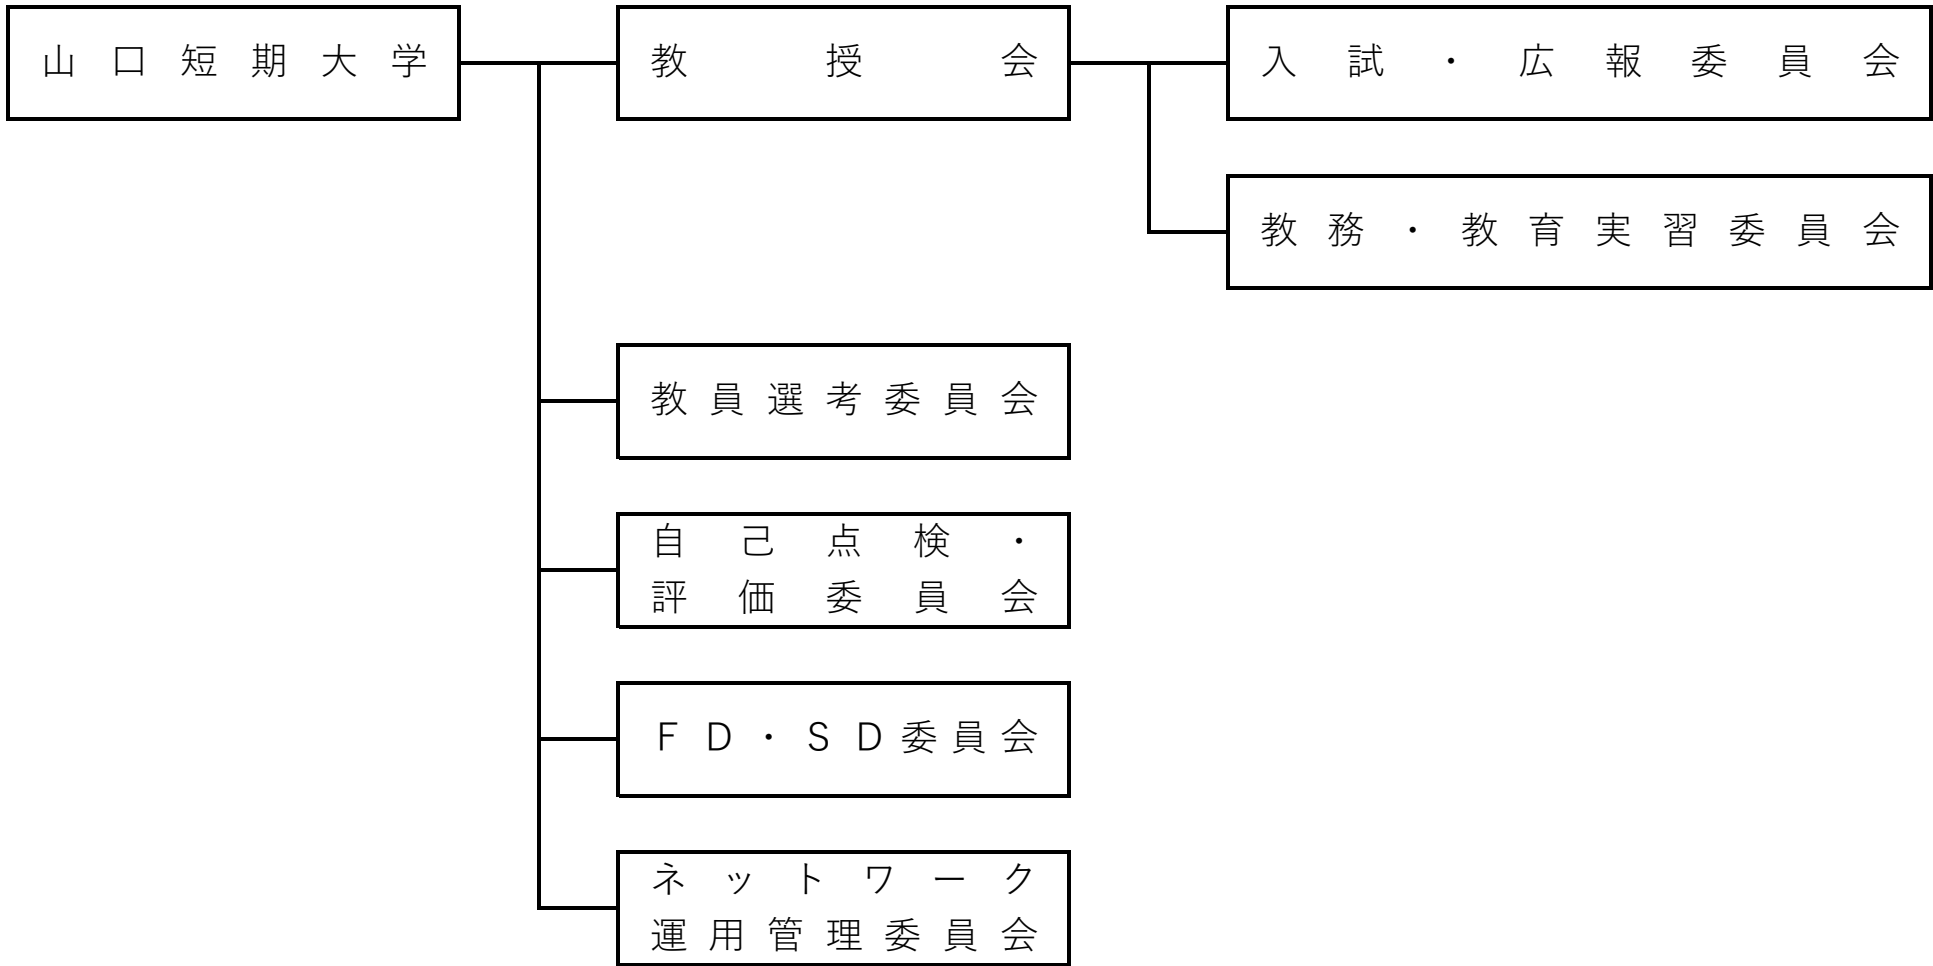 山口短期大学
教授会
入試・広報委員会
教務・教育実習委員会
教員選考委員会
自己点検・
評価委員会
ＦＤ・ＳＤ委員会
ネットワーク
運用管理委員会